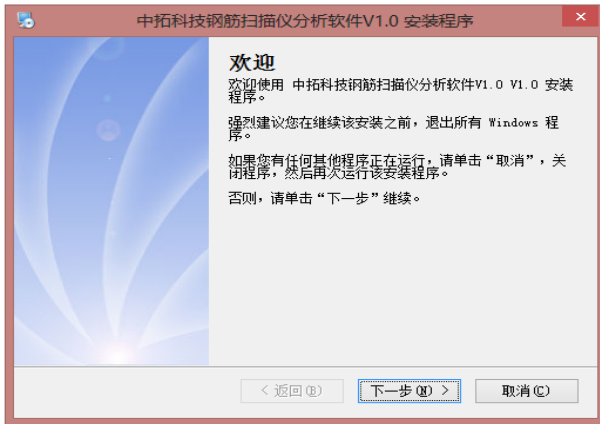 中拓科技钢筋扫描仪分析软件V1.0 安装程序
欢迎
欢迎使用 中拓科技钢筋扫描仪分析软件V1.0 V1.0 安装
程序。
强烈建议您在继续该安装之前，退出所有 Windows 程
序。
如果您有任何其他程序正在运行，请单击“取消”，关
闭程序，然后再次运行该安装程序。
否则，请单击“下一步”继续。
< 返回(B)
下一步(N) >
取消(C)